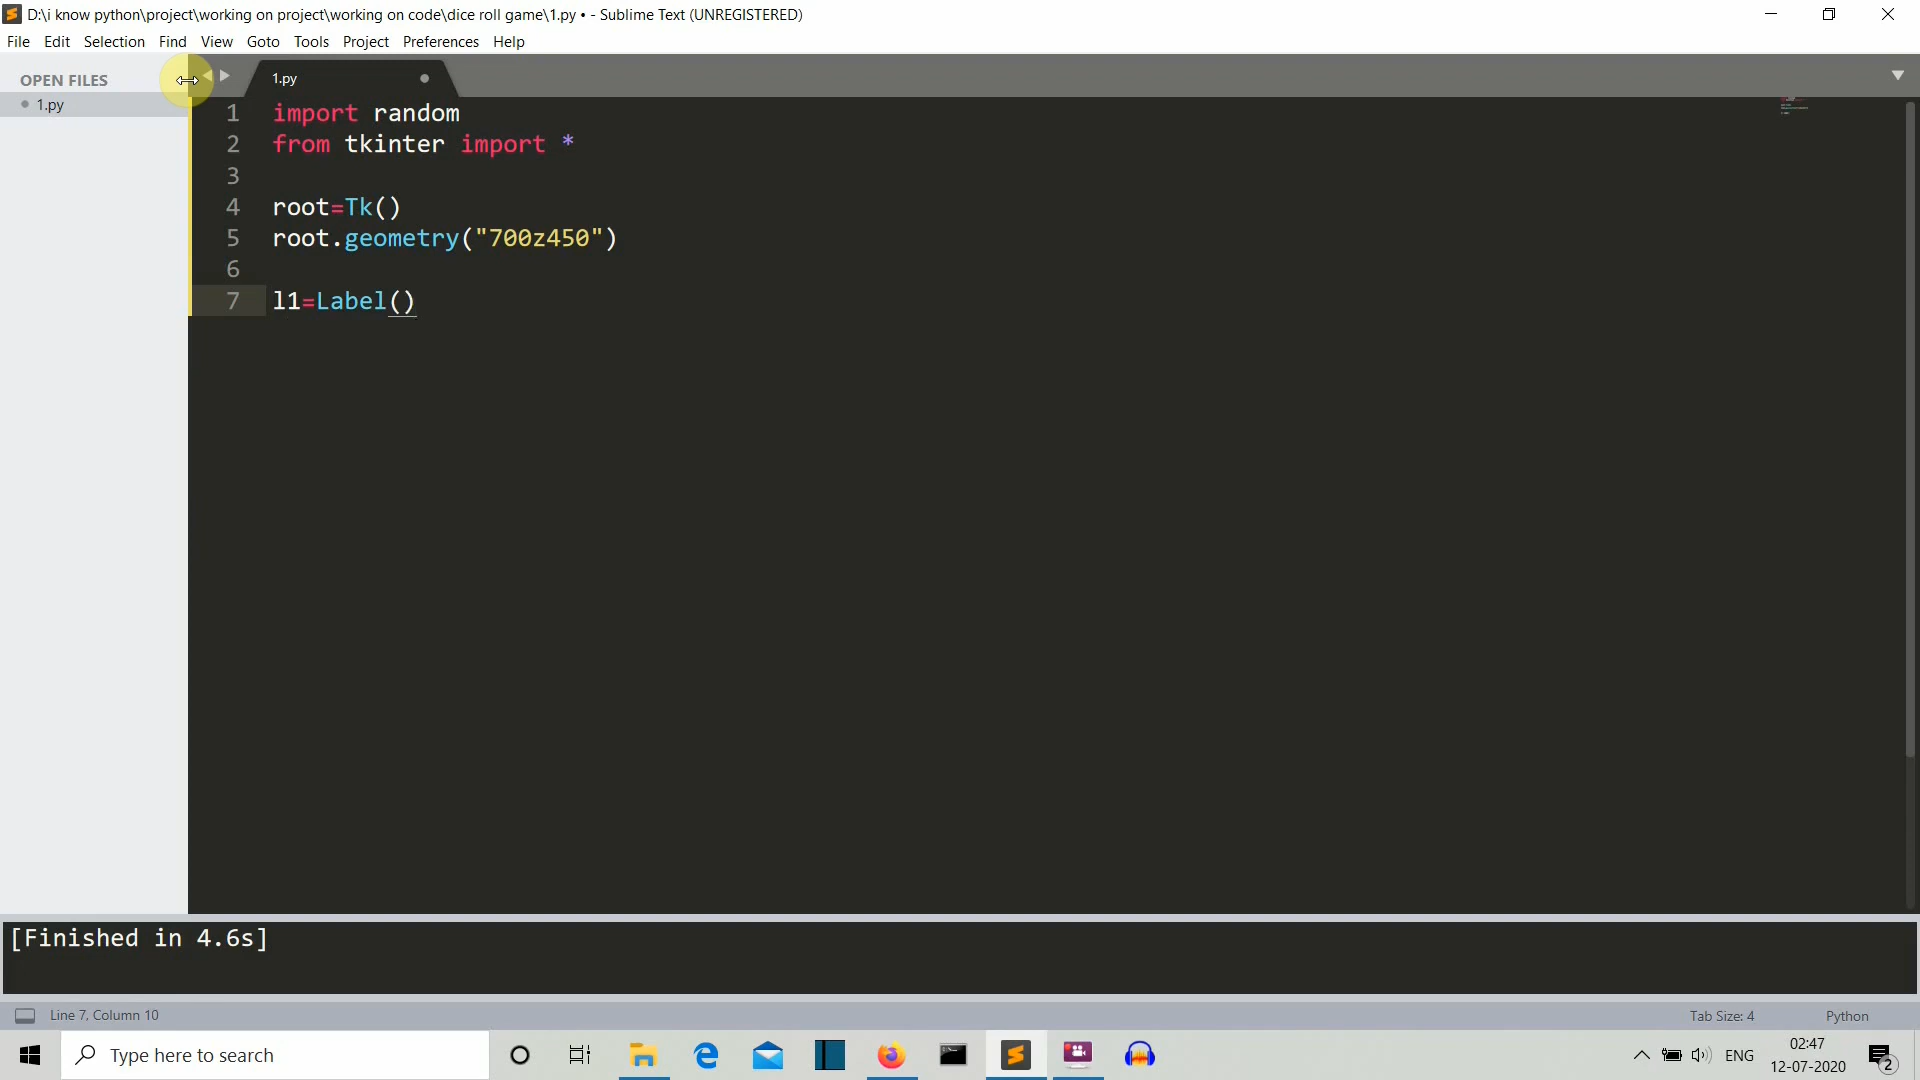 D:\i know python\project\working on project\working on code\dice roll game\1.py • - Sublime Text (UNREGISTERED)
File Edit Selection Find View Goto Tools Project Preferences Help
OPEN FILES
1.py
1.py
1 import random
2 from tkinter import *
3
4 root=Tk()
5 root.geometry("700z450")
6
7 l1=Label()
[Finished in 4.6s]
Line 7, Column 10
Tab Size: 4
Python
Type here to search
ENG
02:47
12-07-2020
2